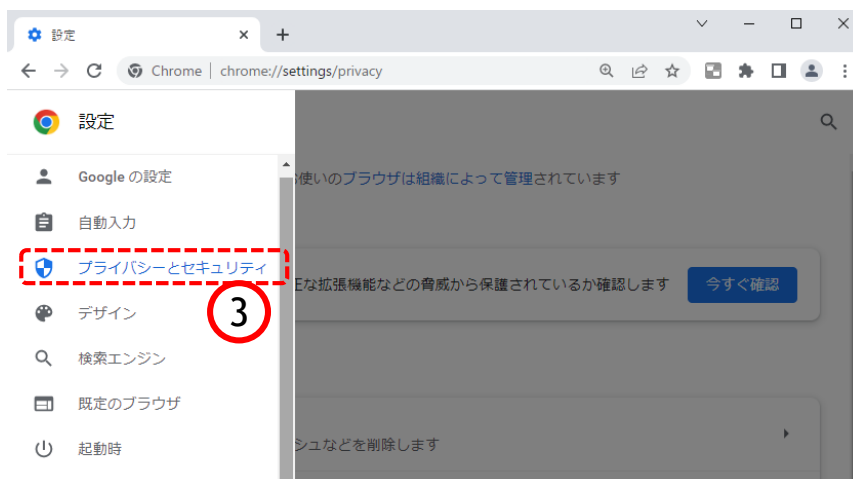 設定
Chrome | chrome://settings/privacy
設定
Google の設定
使いのブラウザは組織によって管理されています
自動入力
プライバシーとセキュリティ
な拡張機能などの脅威から保護されているか確認します
今すぐ確認
デザイン
3
検索エンジン
既定のブラウザ
シュなどを削除します
起動時